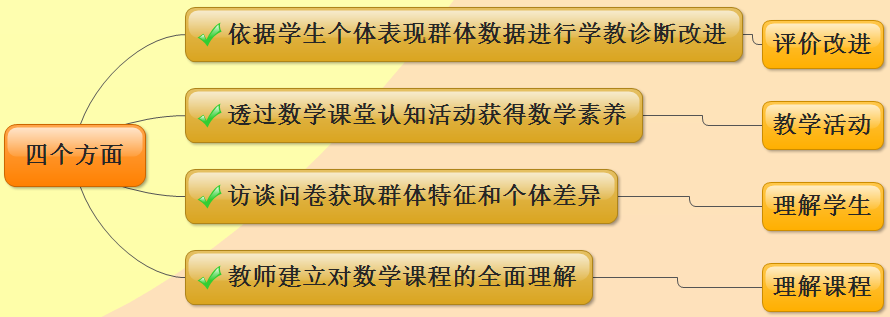 依据学生个体表现群体数据进行学教诊断改进
评价改进
透过数学课堂认知活动获得数学素养
教学活动
四个方面
访谈问卷获取群体特征和个体差异
理解学生
教师建立对数学课程的全面理解
理解课程